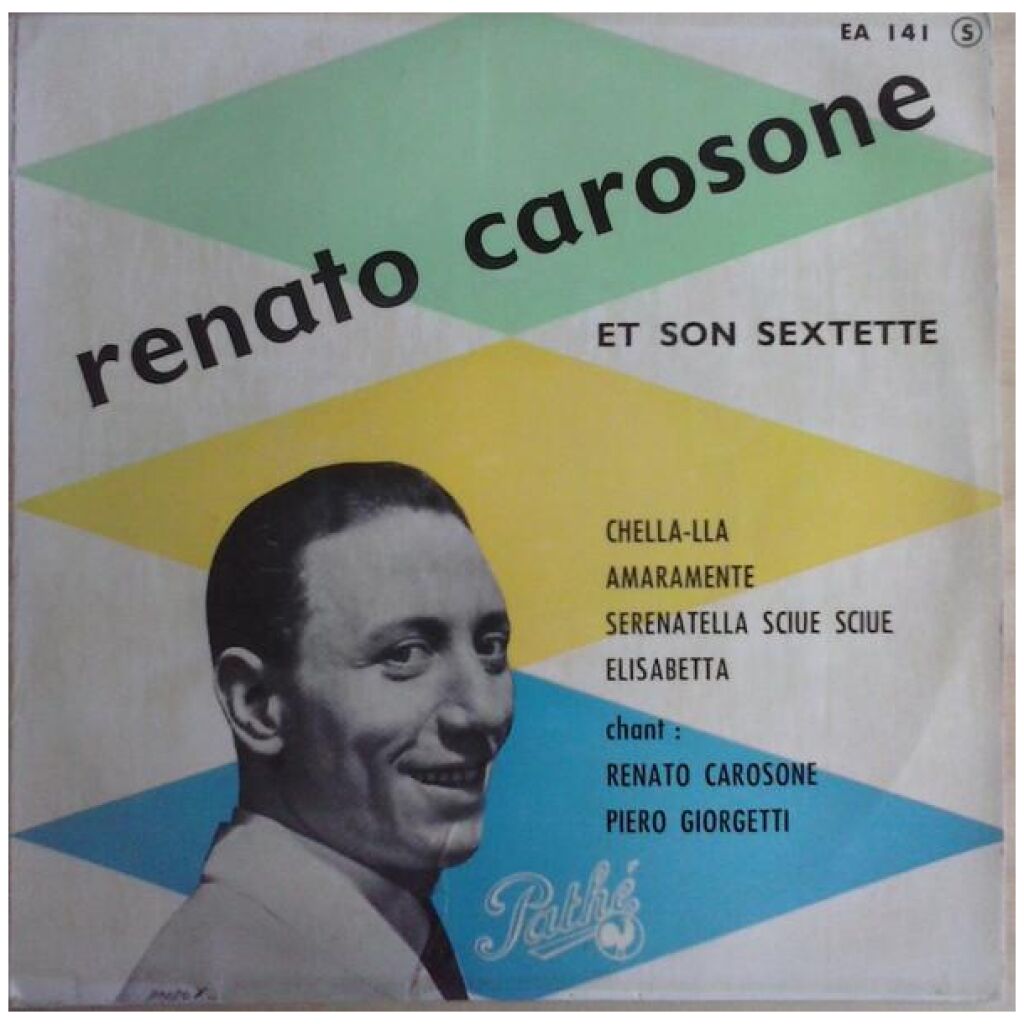 EA 141 S
renato carosone
ET SON SEXTETTE
CHELLA-LLA
AMARAMENTE
SERENATELLA SCIUE SCIUE
ELISABETTA
chant :
RENATO CAROSONE
PIERO GIORGETTI
Pathé